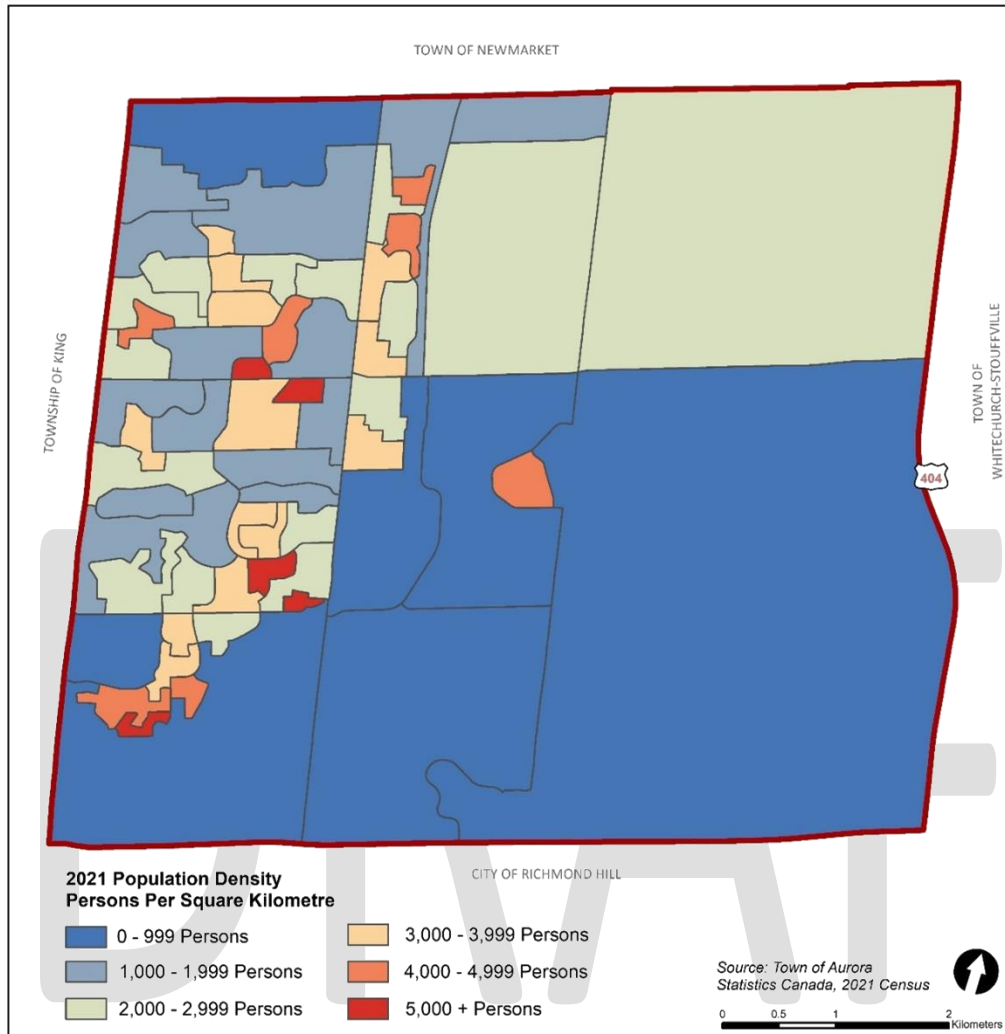 TOWN OF NEWMARKET
TOWNSHIP OF KING
TOWN OF
WHITECHURCH-STOUFFVILLE
404
CITY OF RICHMOND HILL
2021 Population Density
Persons Per Square Kilometre
0 - 999 Persons
1,000 - 1,999 Persons
2,000 - 2,999 Persons
3,000 - 3,999 Persons
4,000 - 4,999 Persons
5,000 + Persons
Source: Town of Aurora
Statistics Canada, 2021 Census
0 0.5 1 2
Kilometers